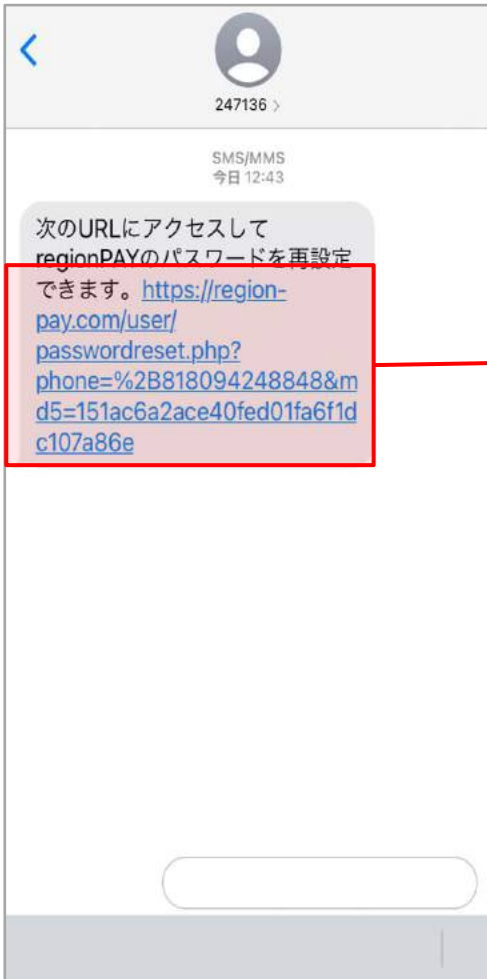 247136 >
SMS/MMS
今日 12:43
次のURLにアクセスして
regionPAYのパスワードを再設定
できます。https://region-
pay.com/user/
passwordreset.php?
phone=%2B818094248848&m
d5=151ac6a2ace40fed01fa6f1d
c107a86e